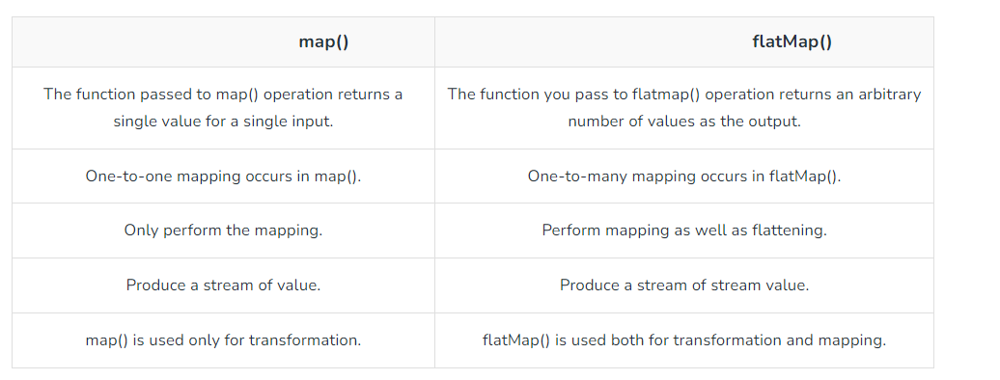 map()
flatMap()
The function passed to map() operation returns a
single value for a single input.
The function you pass to flatmap() operation returns an arbitrary
number of values as the output.
One-to-one mapping occurs in map().
One-to-many mapping occurs in flatMap().
Only perform the mapping.
Perform mapping as well as flattening.
Produce a stream of value.
Produce a stream of stream value.
map() is used only for transformation.
flatMap() is used both for transformation and mapping.